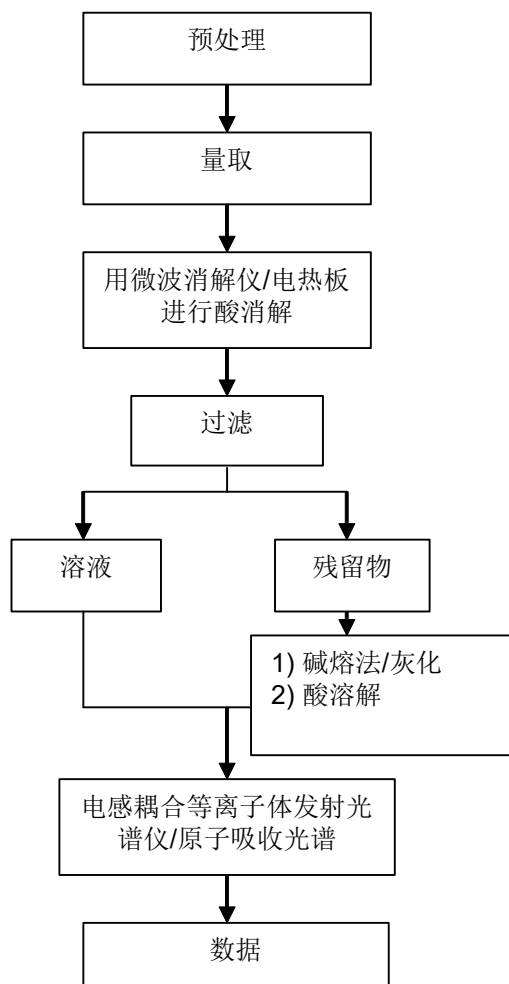 预处理
量取
用微波消解仪/电热板
进行酸消解
过滤
溶液
残留物
1) 碱熔法/灰化
2) 酸溶解
电感耦合等离子体发射光
谱仪/原子吸收光谱
数据